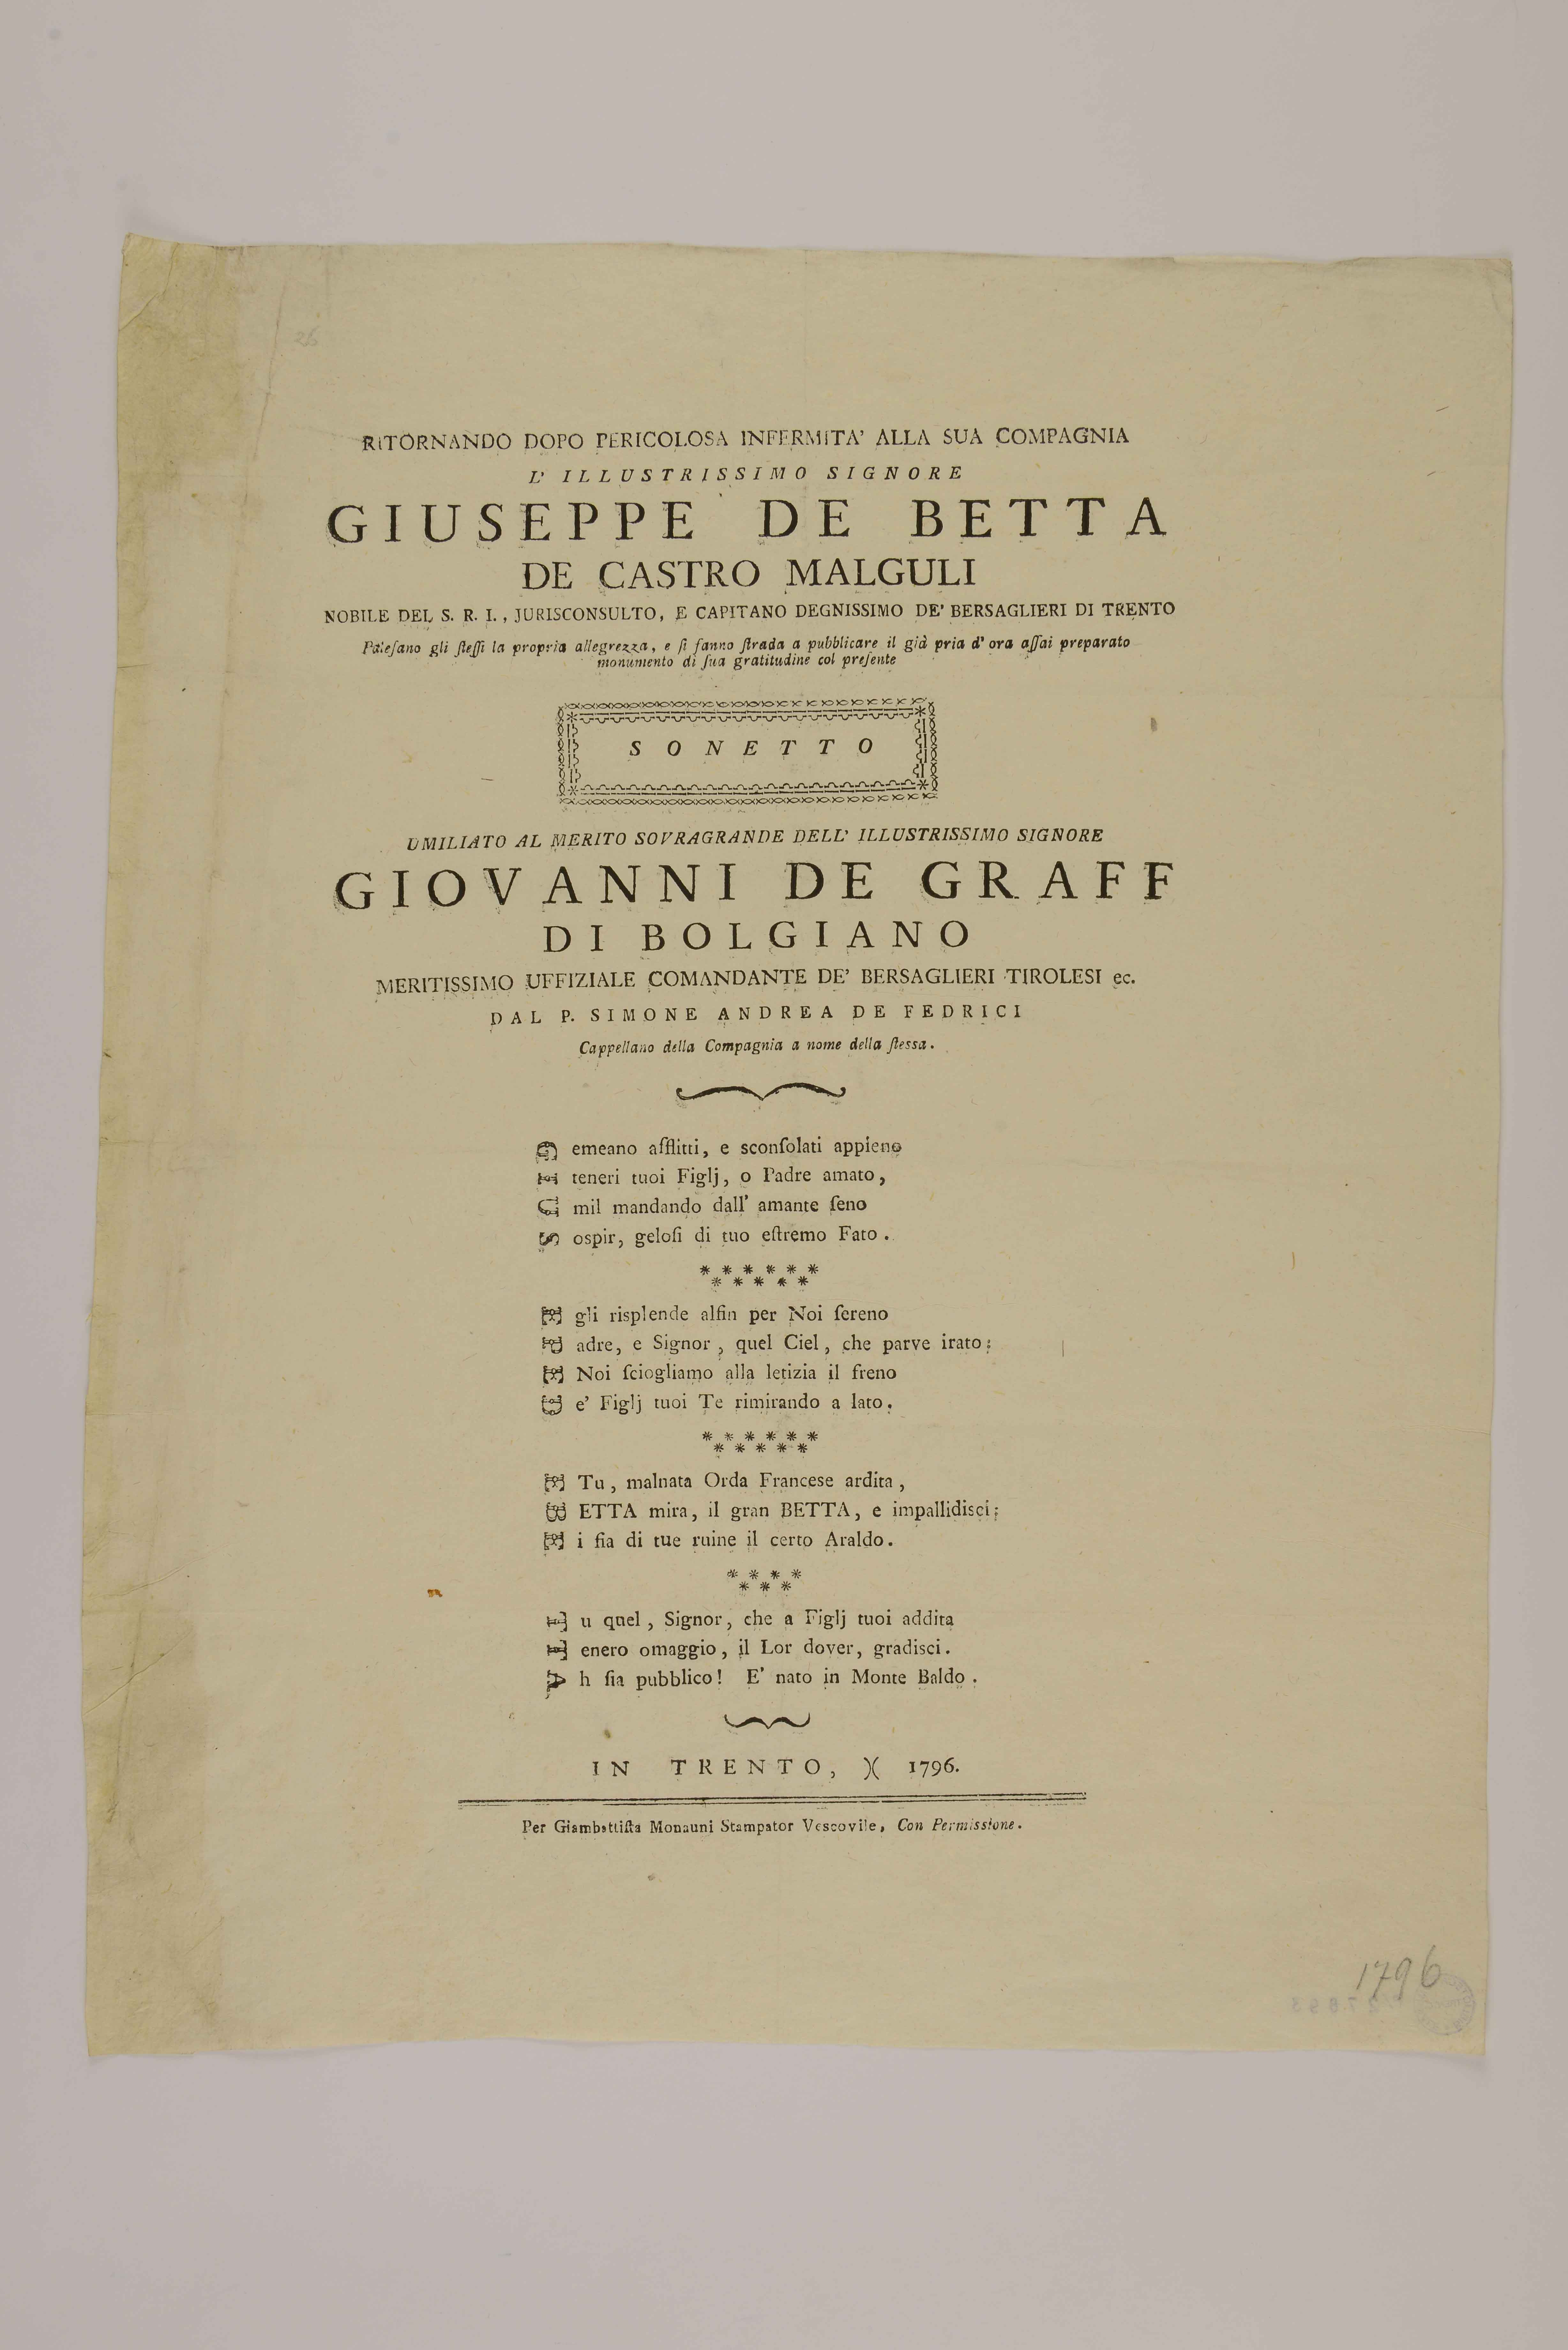 RITORNANDO DOPO PERICOLOSA INFERMITA' ALLA SUA COMPAGNIA
L' ILLUSTRISSIMO SIGNORE
GIUSEPPE DE BETTA
DE CASTRO MALGULI
NOBILE DEL S. R. I., JURISCONSULTO, E CAPITANO DEGNISSIMO DE' BERSAGLIERI DI TRENTO
Paleſano gli ſteſſi la propria allegrezza, e ſi fanno ſtrada a pubblicare il già pria d' ora aſſai preparato
monumento di ſua gratitudine col preſente
SONETTO
UMILIATO AL MERITO SOVRAGRANDE DELL' ILLUSTRISSIMO SIGNORE
GIOVANNI DE GRAFF
DI BOLGIANO
MERITISSIMO UFFIZIALE COMANDANTE DE' BERSAGLIERI TIROLESI ec.
DAL P. SIMONE ANDREA DE FEDRICI
Cappellano della Compagnia a nome della ſtessa.
G emeano aſflitti, e sconſolati appieno
I teneri tuoi Figlj, o Padre amato,
U mil mandando dall' amante ſeno
S ospir, geloſi di tuo eſtremo Fato.
E gli risplende alfin per Noi ſereno
P adre, e Signor, quel Ciel, che parve irato;
E Noi ſciogliamo alla letizia il freno
D e' Figlj tuoi Te rimirando a lato.
E Tu, malnata Orda Francese ardita,
B ETTA mira, il gran BETTA, e impallidisci;
E i fia di tue ruine il certo Araldo.
T u quel, Signor, che a Figlj tuoi addita
T enero omaggio, il Lor dover, gradisci.
A h ſia pubblico! E' nato in Monte Baldo.
IN TRENTO, )( 1796.
Per Giambattiſta Monauni Stampator Vescovile, Con Permissione.
1796